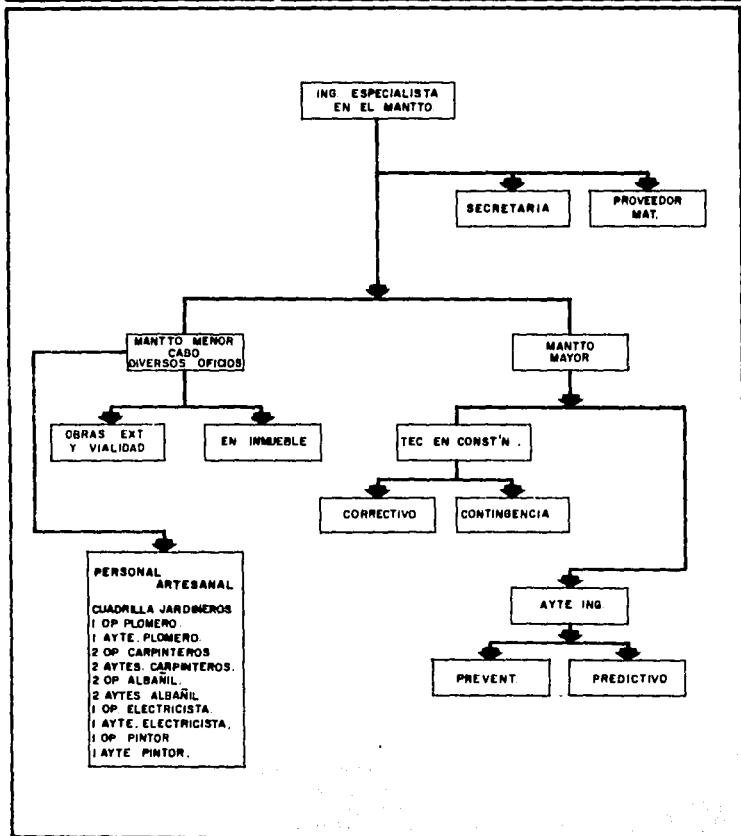 ING. ESPECIALISTA
EN EL MANTTO
SECRETARIA
PROVEEDOR
MAT.
MANTTO MENOR
CABO
DIVERSOS OFICIOS
MANTTO
MAYOR
OBRAS EXT
Y VIALIDAD
EN INMUEBLE
TEC EN CONST'N.
CORRECTIVO
CONTINGENCIA
PERSONAL
ARTESANAL
CUADRILLA JARDINEROS
1 OP PLOMERO.
1 AYTE. PLOMERO.
2 OP CARPINTEROS
2 AYTES. CARPINTEROS.
2 OP ALBAÑIL.
2 AYTES ALBAÑIL
1 OP. ELECTRICISTA.
1 AYTE. ELECTRICISTA.
1 OP PINTOR
1 AYTE PINTOR.
AYTE ING.
PREVENT.
PREDICTIVO